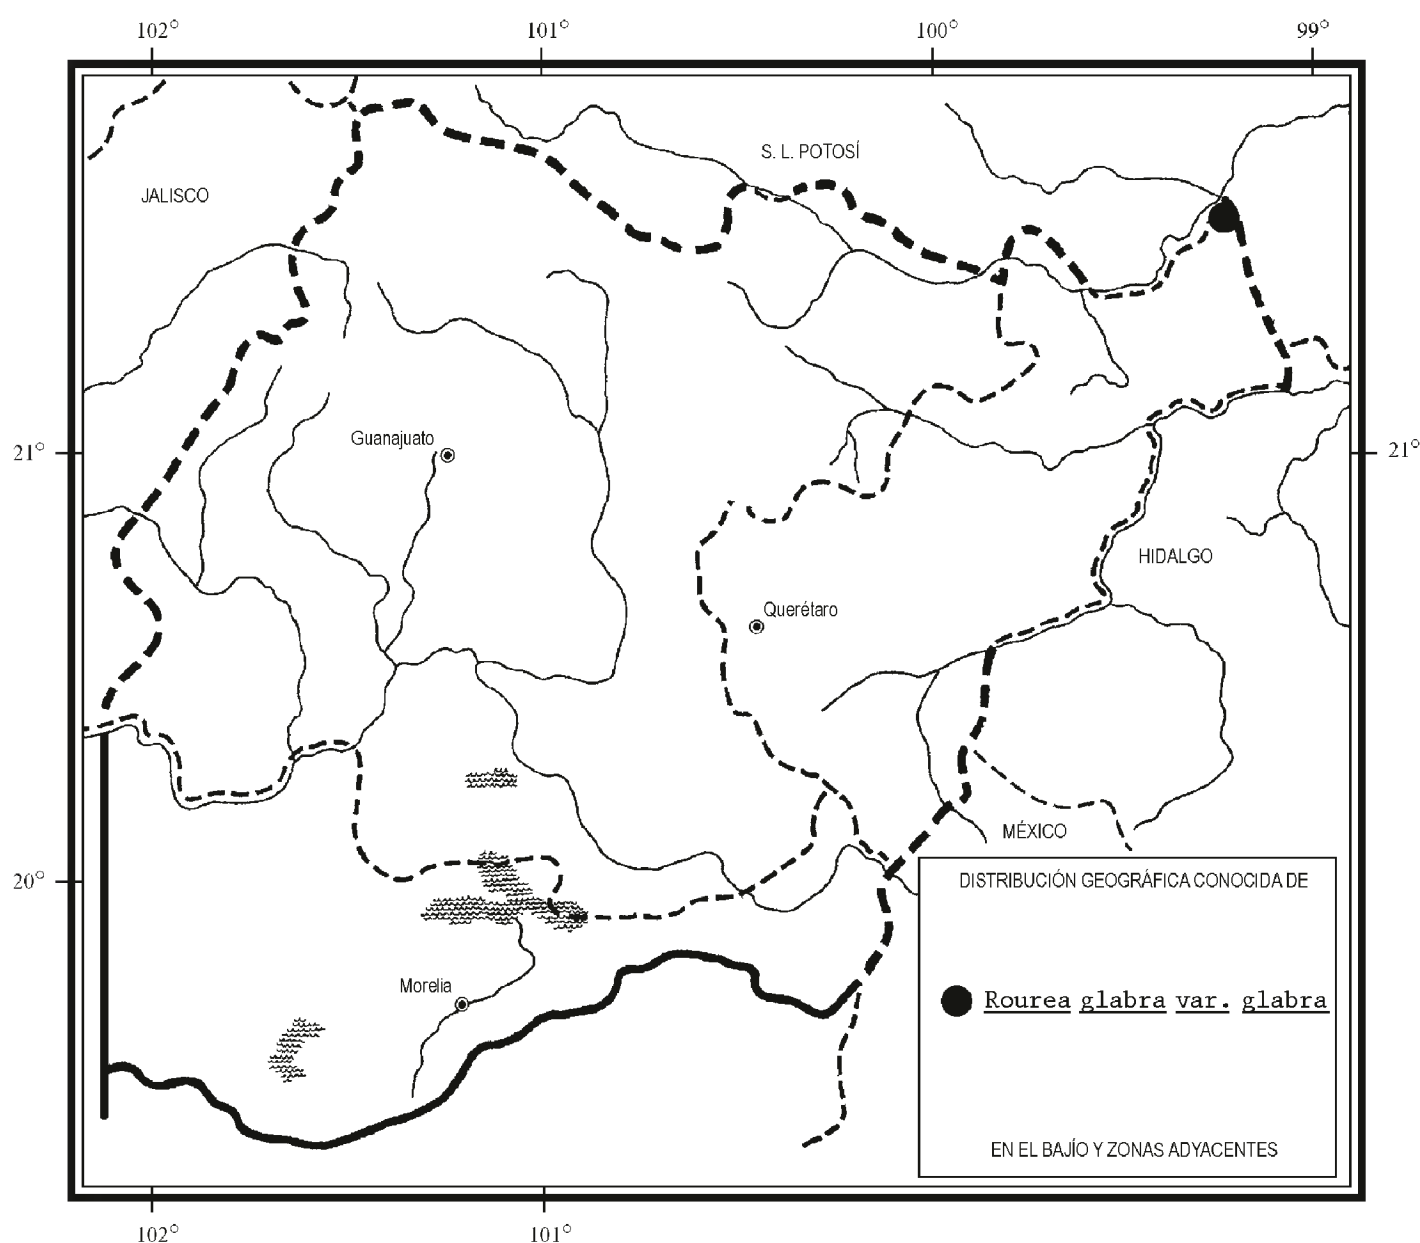 102° 101° 100° 99°
S. L. POTOSÍ
JALISCO
Guanajuato
21° 21°
HIDALGO
Querétaro
MÉXICO
20°
DISTRIBUCIÓN GEOGRÁFICA CONOCIDA DE
Morelia
Rourea glabra var. glabra
EN EL BAJÍO Y ZONAS ADYACENTES
102° 101°